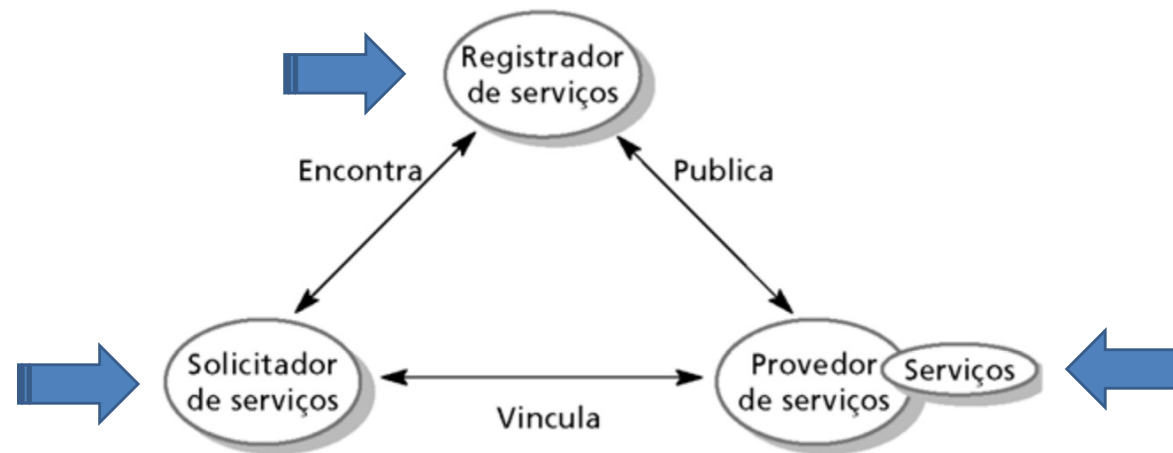 Registrador
de serviços
Encontra
Publica
Solicitador
de serviços
Vincula
Provedor
de serviços
Serviços